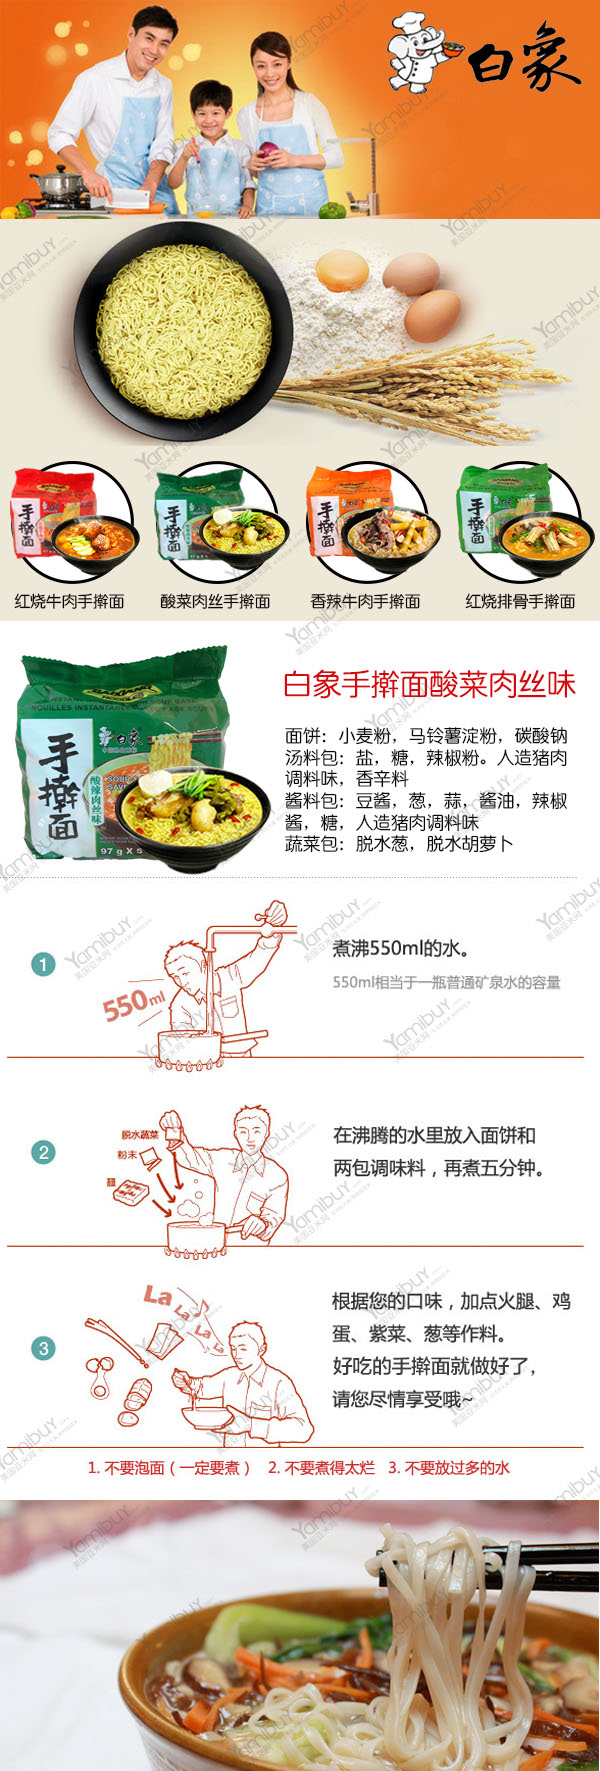 白象
红烧牛肉手擀面
酸菜肉丝手擀面
香辣牛肉手擀面
红烧排骨手擀面
白象手擀面酸菜肉丝味
白象
手擀面
酸辣肉丝味
97 g X 5
面饼：小麦粉，马铃薯淀粉，碳酸钠
汤料包：盐，糖，辣椒粉。人造猪肉
调料味，香辛料
酱料包：豆酱，葱，蒜，酱油，辣椒
酱，糖，人造猪肉调料味
蔬菜包：脱水葱，脱水胡萝卜
1
550ml
煮沸550ml的水。
550ml相当于一瓶普通矿泉水的容量
2
脱水蔬菜
粉末
醬
在沸腾的水里放入面饼和
两包调味料，再煮五分钟。
3
La
La
La
La
根据您的口味，加点火腿、鸡
蛋、紫菜、葱等作料。
好吃的手擀面就做好了，
请您尽情享受哦~
1. 不要泡面（一定要煮） 2. 不要煮得太烂 3. 不要放过多的水
Yamibuy.com
美国亚米网